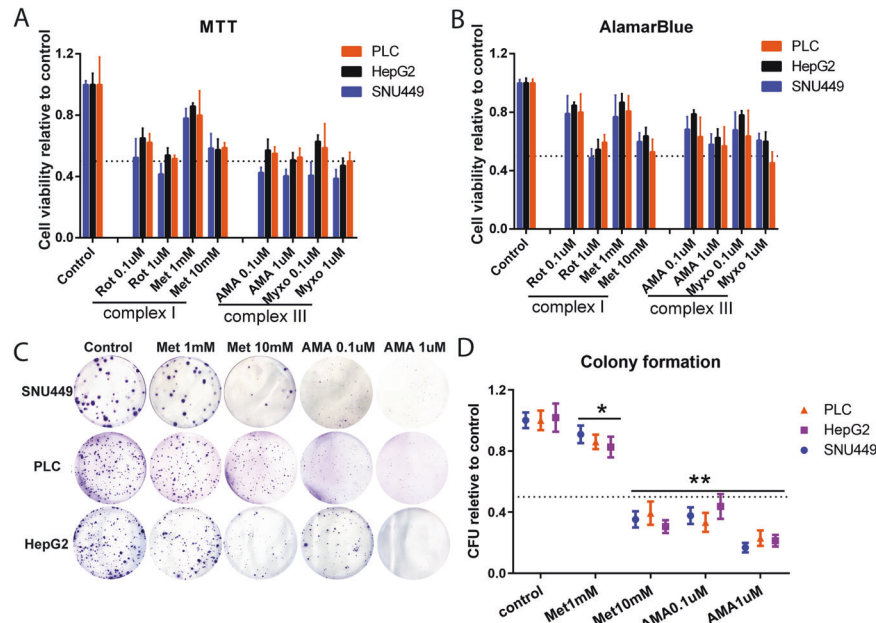 A
MTT
Cell viability relative to control
1.2
0.8
0.4
0.0
PLC
HepG2
SNU449
Control
Rot 0.1uM
Rot 1uM
Met 1mM
Met 10mM
AMA 0.1uM
AMA 1uM
Myxo 0.1uM
Myxo 1uM
complex I
complex III
B
AlamarBlue
Cell viability relative to control
1.2
0.8
0.4
0.0
PLC
HepG2
SNU449
Control
Rot 0.1uM
Rot 1uM
Met 1mM
Met 10mM
AMA 0.1uM
AMA 1uM
Myxo 0.1uM
Myxo 1uM
complex I
complex III
C
Control Met 1mM Met 10mM AMA 0.1uM AMA 1uM
SNU449
PLC
HepG2
D
Colony formation
CFU relative to control
1.2
0.8
0.4
0.0
*
**
PLC
HepG2
SNU449
control
Met1mM
Met10mM
AMA0.1uM
AMA1uM